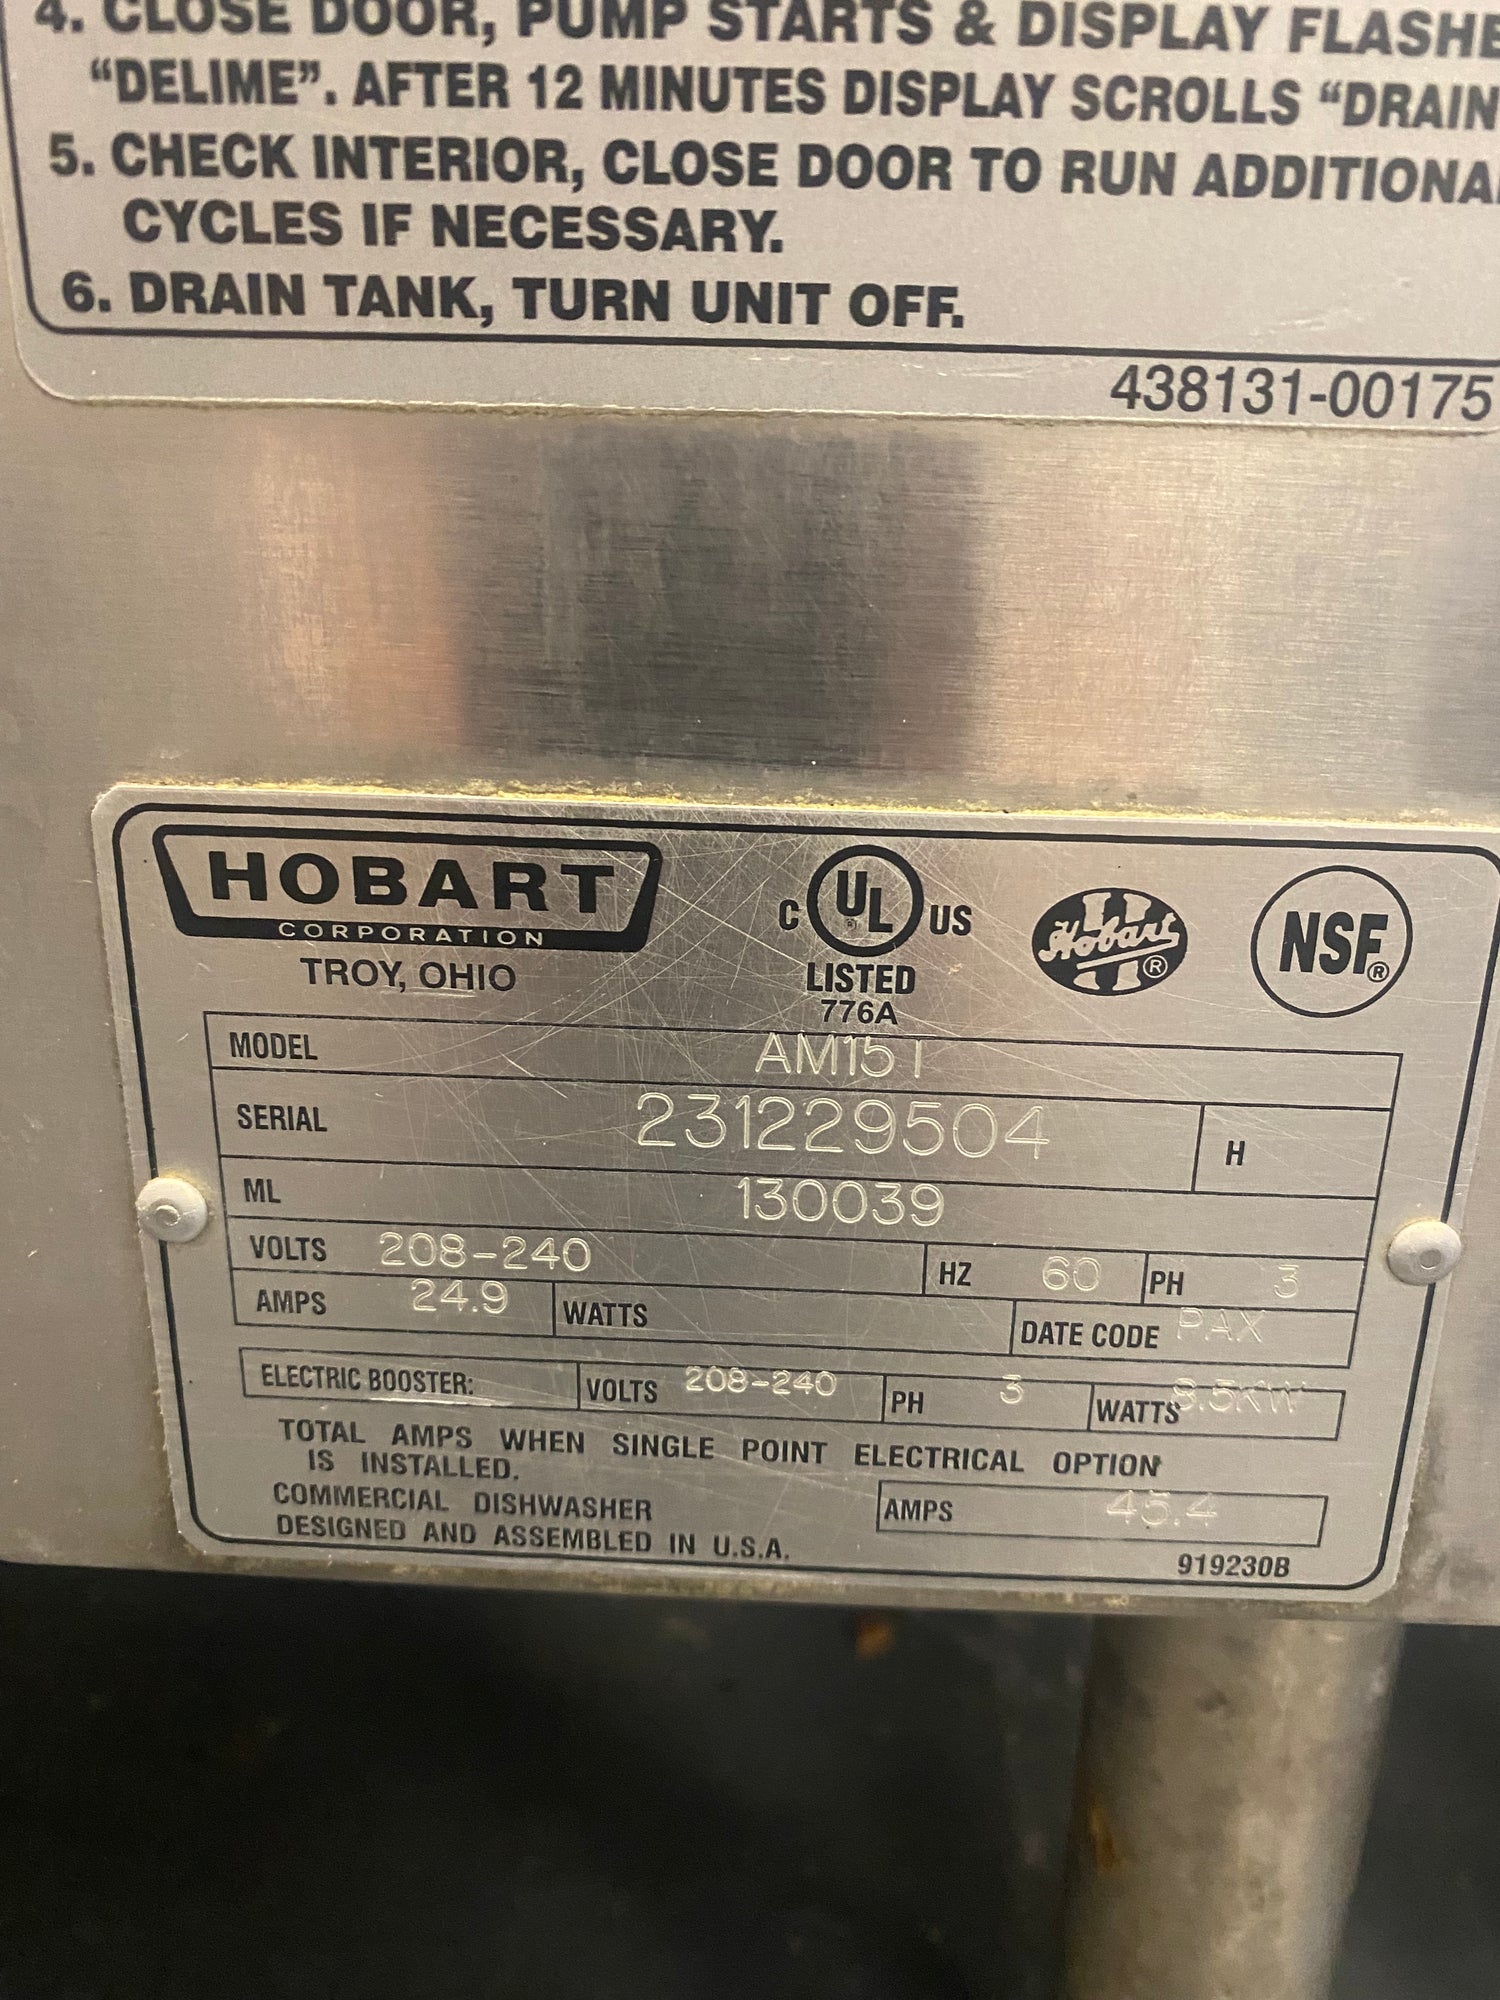 4. CLOSE DOOR, PUMP STARTS & DISPLAY FLASHE
"DELIME". AFTER 12 MINUTES DISPLAY SCROLLS "DRAIN
5. CHECK INTERIOR, CLOSE DOOR TO RUN ADDITIONAL
CYCLES IF NECESSARY.
6. DRAIN TANK, TURN UNIT OFF.
438131-00175
HOBART
CORPORATION
TROY, OHIO
C UL US
LISTED
776A
Hobart ®
NSF®
MODEL AM15T
SERIAL 231229504 H
ML 130039
VOLTS 208-240 HZ 60 PH 3
AMPS 24.9 WATTS DATE CODE PAX
ELECTRIC BOOSTER: VOLTS 208-240 PH 3 WATTS 8.5KW
TOTAL AMPS WHEN SINGLE POINT ELECTRICAL OPTION
IS INSTALLED.
COMMERCIAL DISHWASHER
DESIGNED AND ASSEMBLED IN U.S.A.
AMPS 45.4
919230B